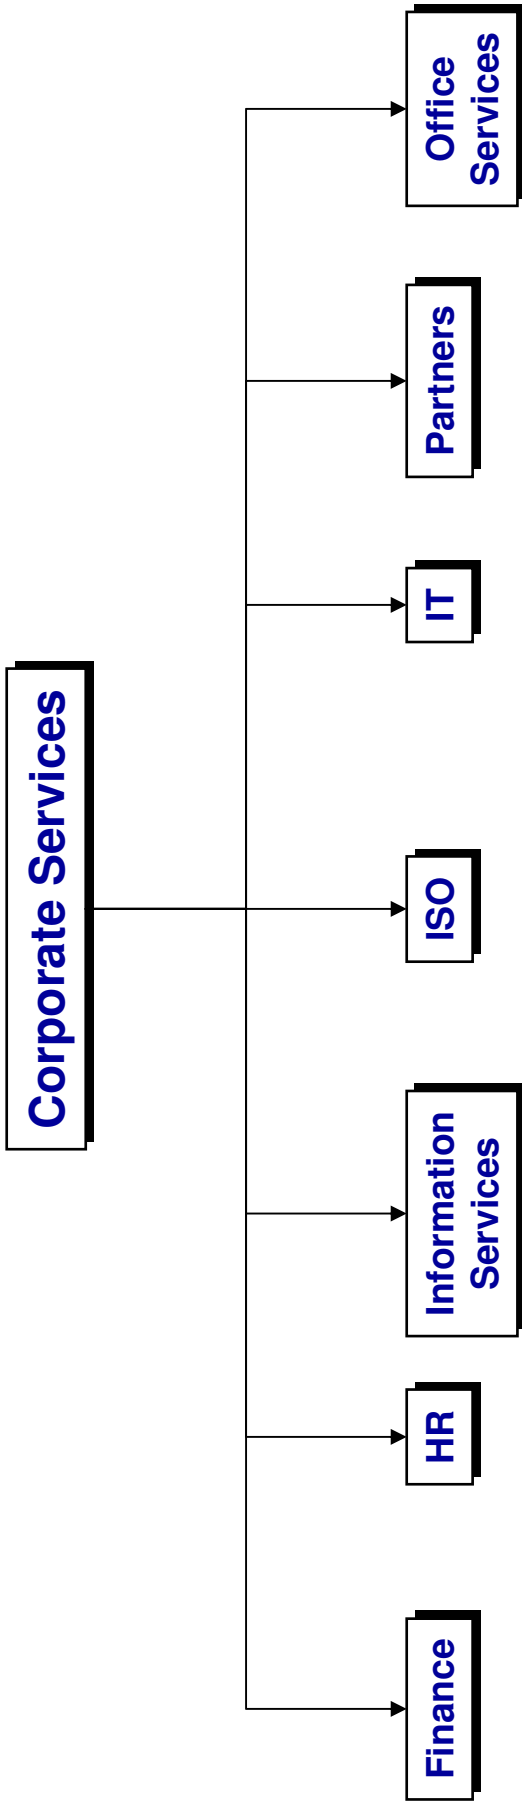 Corporate Services
Finance
HR
Information
Services
ISO
IT
Partners
Office
Services